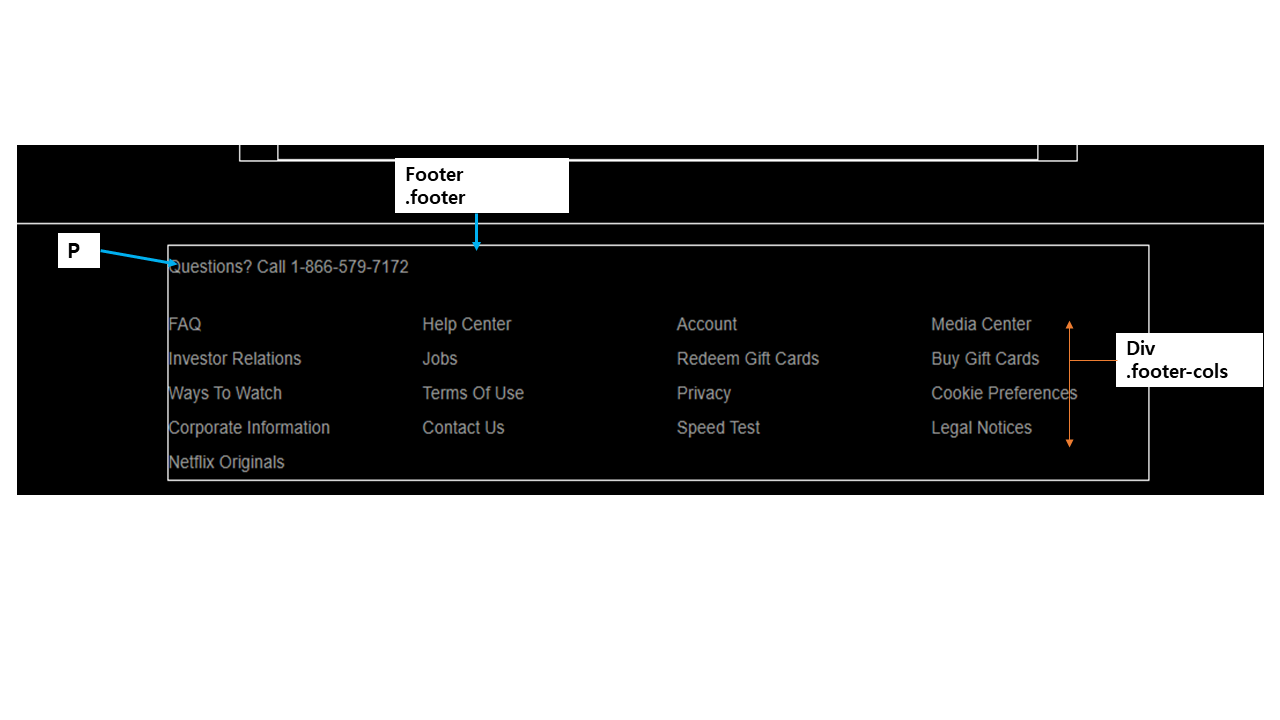 Footer
.footer
P
Questions? Call 1-866-579-7172
FAQ
Help Center
Account
Media Center
Investor Relations
Jobs
Redeem Gift Cards
Buy Gift Cards
Ways To Watch
Terms Of Use
Privacy
Cookie Preferences
Corporate Information
Contact Us
Speed Test
Legal Notices
Netflix Originals
Div
.footer-cols